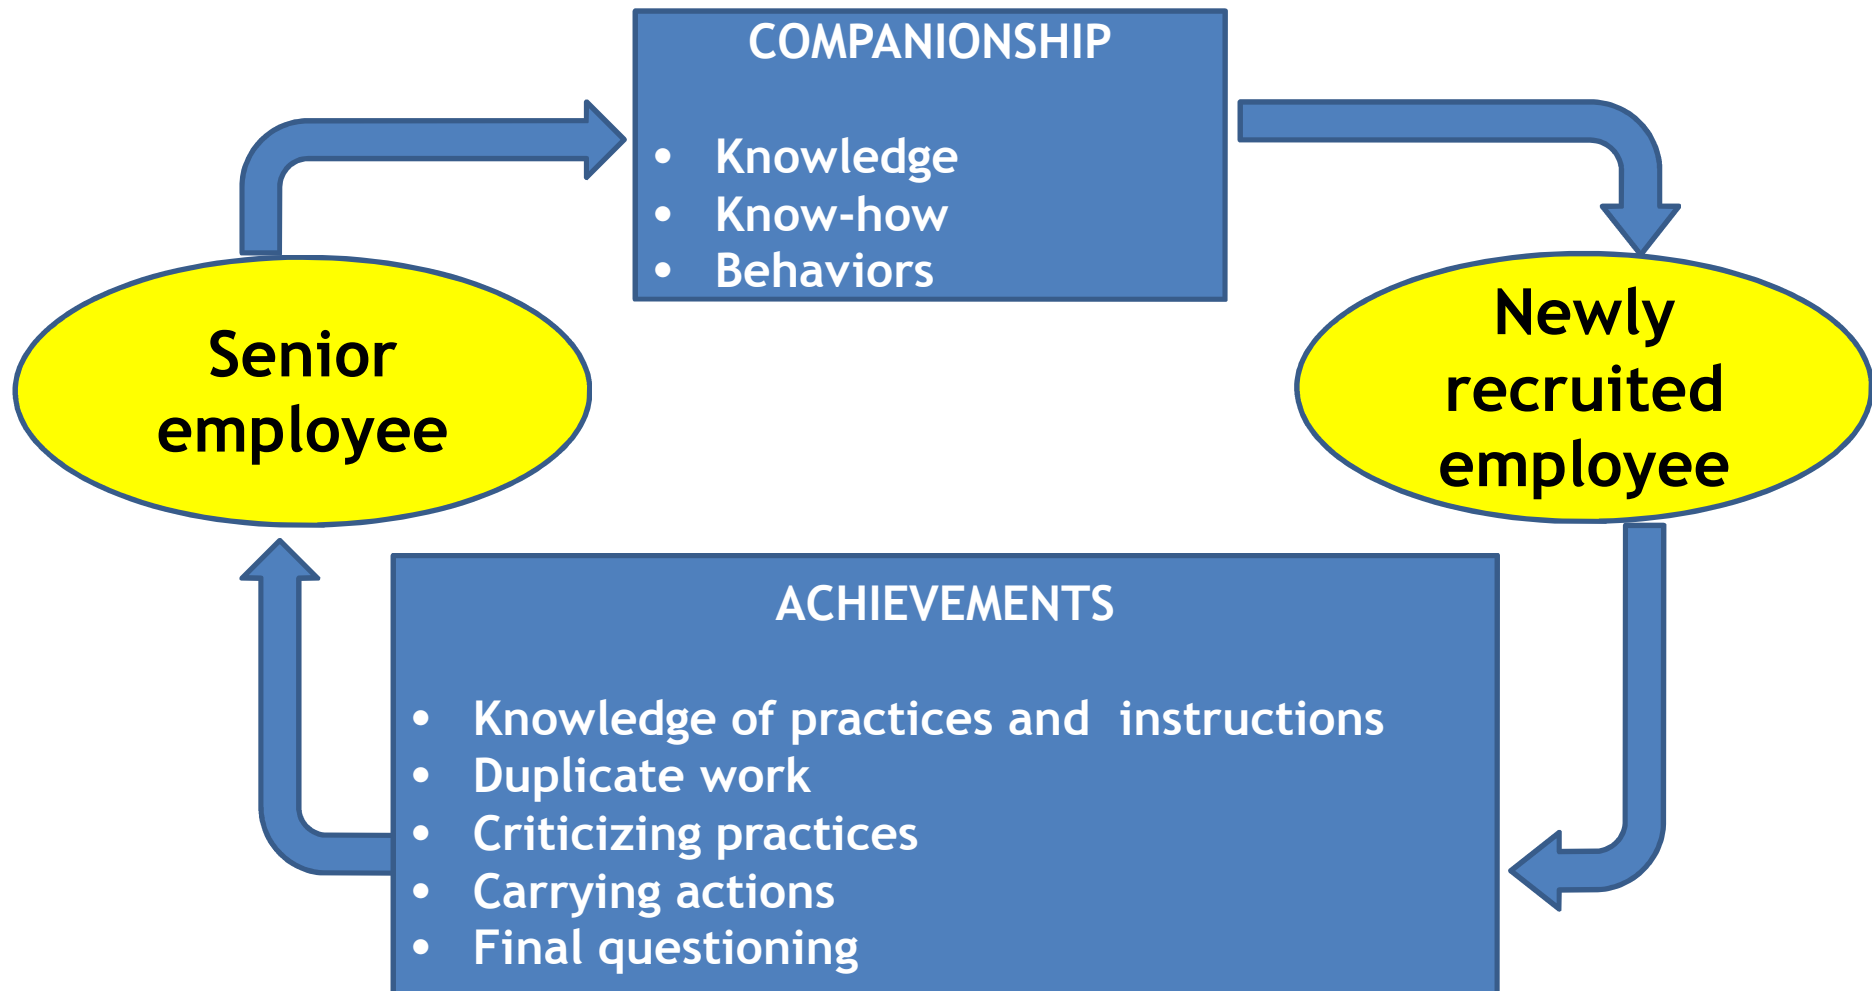 COMPANIONSHIP
• Knowledge
• Know-how
• Behaviors
Senior
employee
Newly
recruited
employee
ACHIEVEMENTS
• Knowledge of practices and  instructions
• Duplicate work
• Criticizing practices
• Carrying actions
• Final questioning